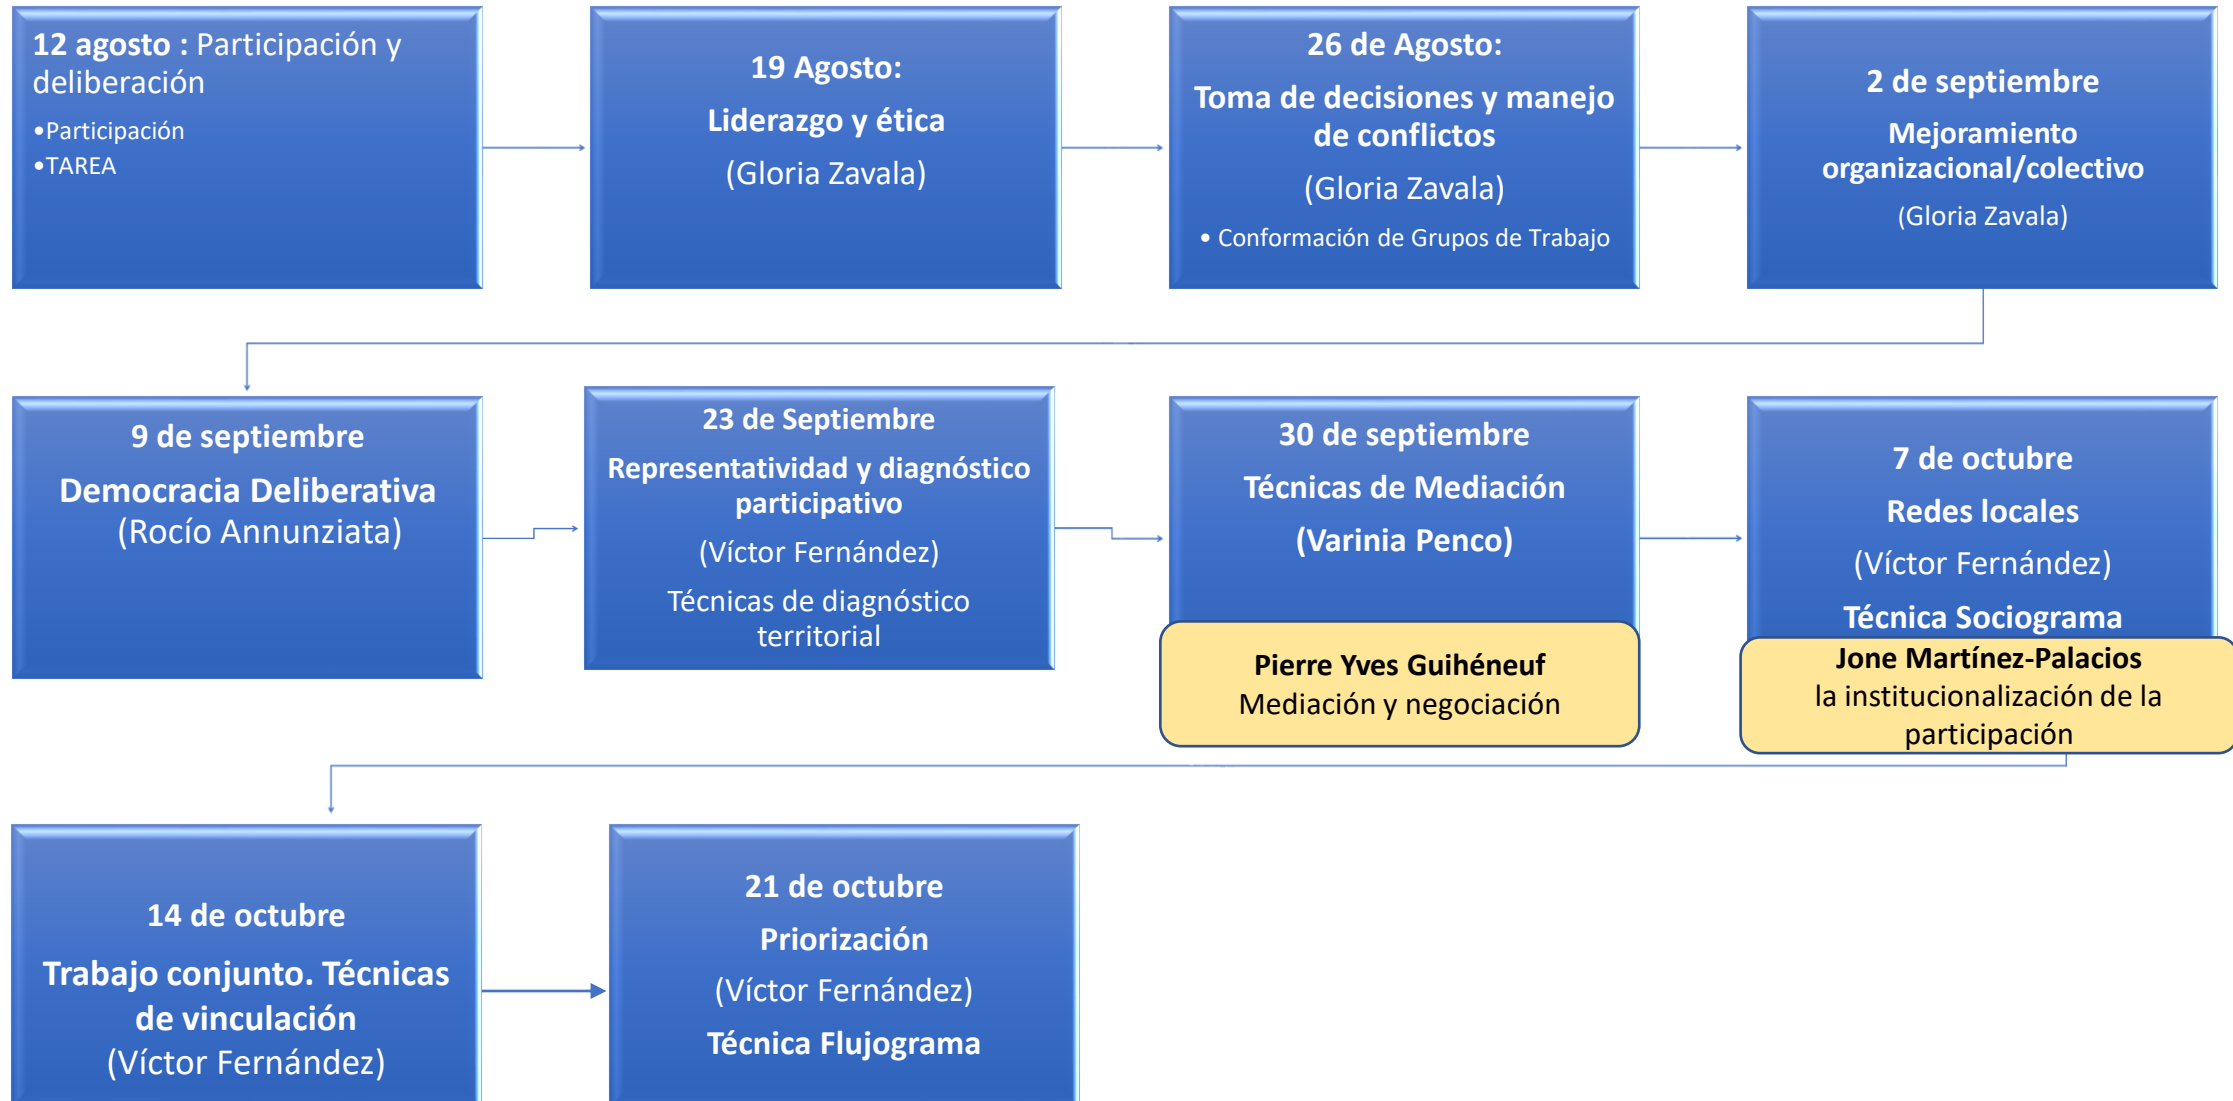 12 agosto : Participación y
deliberación
•Participación
•TAREA
19 Agosto:
Liderazgo y ética
(Gloria Zavala)
26 de Agosto:
Toma de decisiones y manejo
de conflictos
(Gloria Zavala)
• Conformación de Grupos de Trabajo
2 de septiembre
Mejoramiento
organizacional/colectivo
(Gloria Zavala)
9 de septiembre
Democracia Deliberativa
(Rocío Annunziata)
23 de Septiembre
Representatividad y diagnóstico
participativo
(Víctor Fernández)
Técnicas de diagnóstico
territorial
30 de septiembre
Técnicas de Mediación
(Varinia Penco)
Pierre Yves Guihéneuf
Mediación y negociación
7 de octubre
Redes locales
(Víctor Fernández)
Técnica Sociograma
Jone Martínez-Palacios
la institucionalización de la
participación
14 de octubre
Trabajo conjunto. Técnicas
de vinculación
(Víctor Fernández)
21 de octubre
Priorización
(Víctor Fernández)
Técnica Flujograma